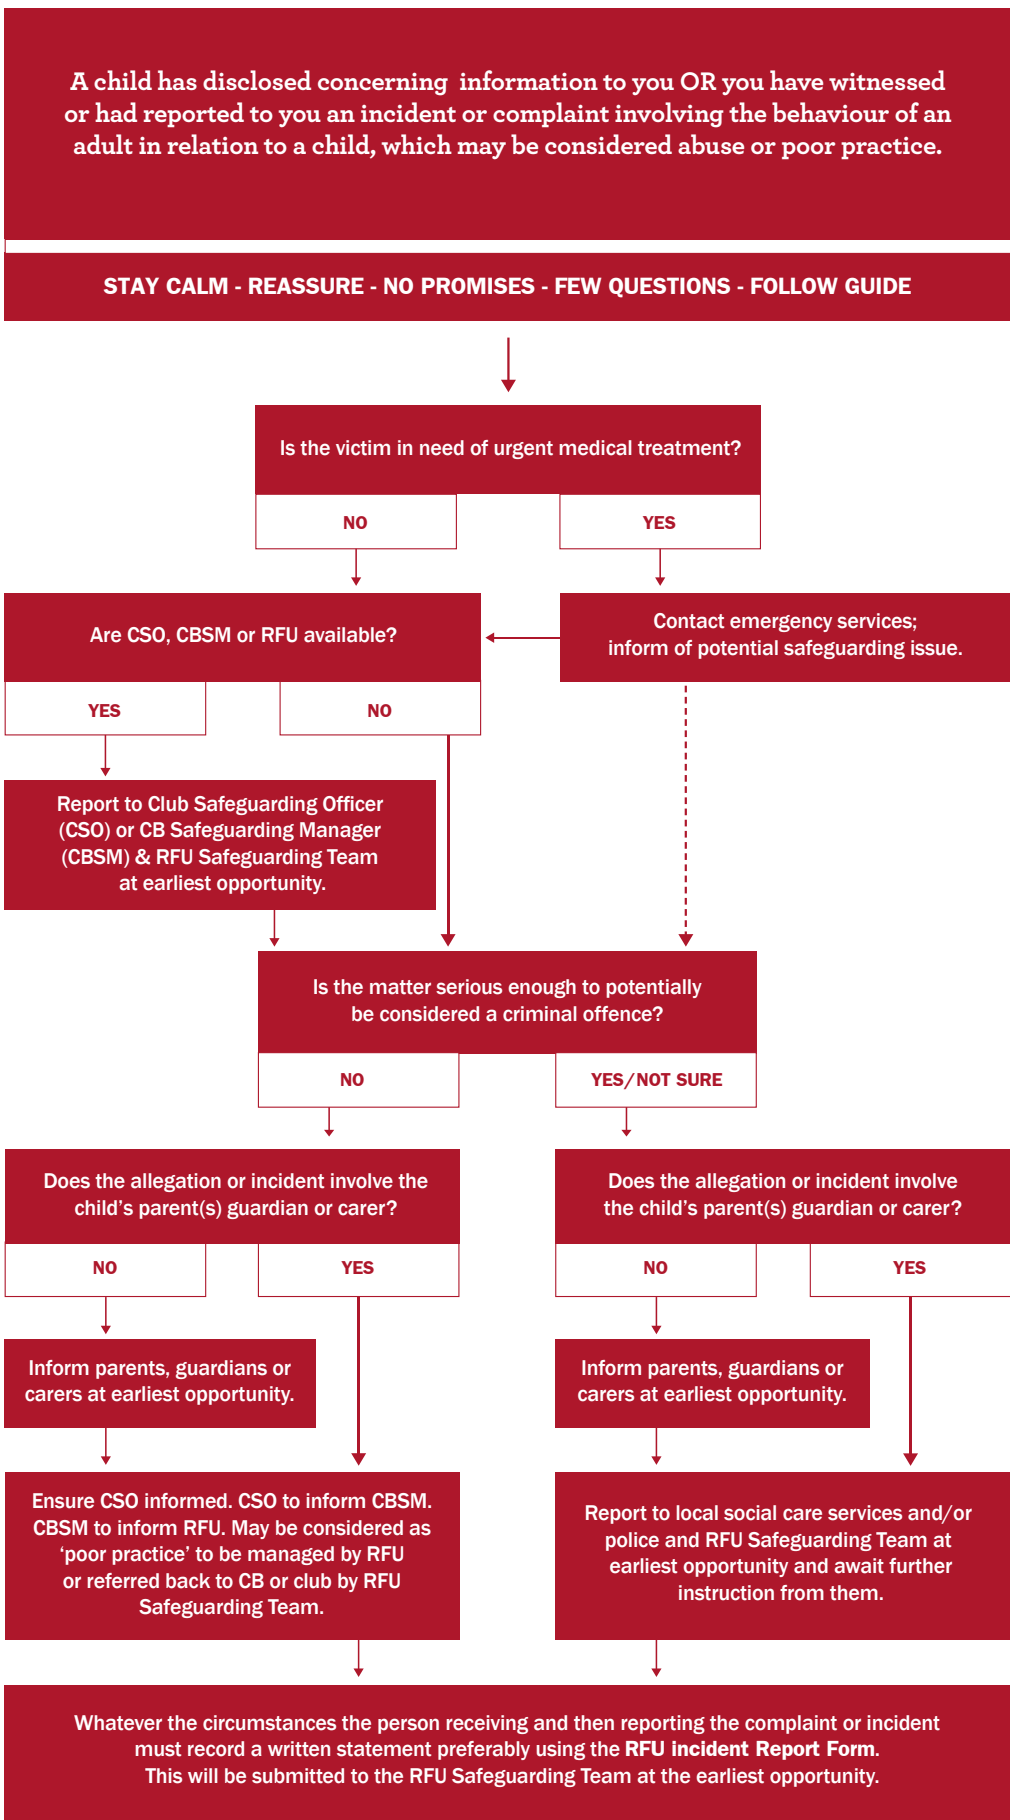 A child has disclosed concerning information to you OR you have witnessed
or had reported to you an incident or complaint involving the behaviour of an
adult in relation to a child, which may be considered abuse or poor practice.
STAY CALM - REASSURE - NO PROMISES - FEW QUESTIONS - FOLLOW GUIDE
Is the victim in need of urgent medical treatment?
NO
YES
Are CSO, CBSM or RFU available?
Contact emergency services;
inform of potential safeguarding issue.
YES
NO
Report to Club Safeguarding Officer
(CSO) or CB Safeguarding Manager
(CBSM) & RFU Safeguarding Team
at earliest opportunity.
Is the matter serious enough to potentially
be considered a criminal offence?
NO
YES/NOT SURE
Does the allegation or incident involve the
child's parent(s) guardian or carer?
Does the allegation or incident involve
the child's parent(s) guardian or carer?
NO
YES
NO
YES
Inform parents, guardians or
carers at earliest opportunity.
Inform parents, guardians or
carers at earliest opportunity.
Ensure CSO informed. CSO to inform CBSM.
CBSM to inform RFU. May be considered as
‘poor practice’ to be managed by RFU
or referred back to CB or club by RFU
Safeguarding Team.
Report to local social care services and/or
police and RFU Safeguarding Team at
earliest opportunity and await further
instruction from them.
Whatever the circumstances the person receiving and then reporting the complaint or incident
must record a written statement preferably using the RFU incident Report Form.
This will be submitted to the RFU Safeguarding Team at the earliest opportunity.